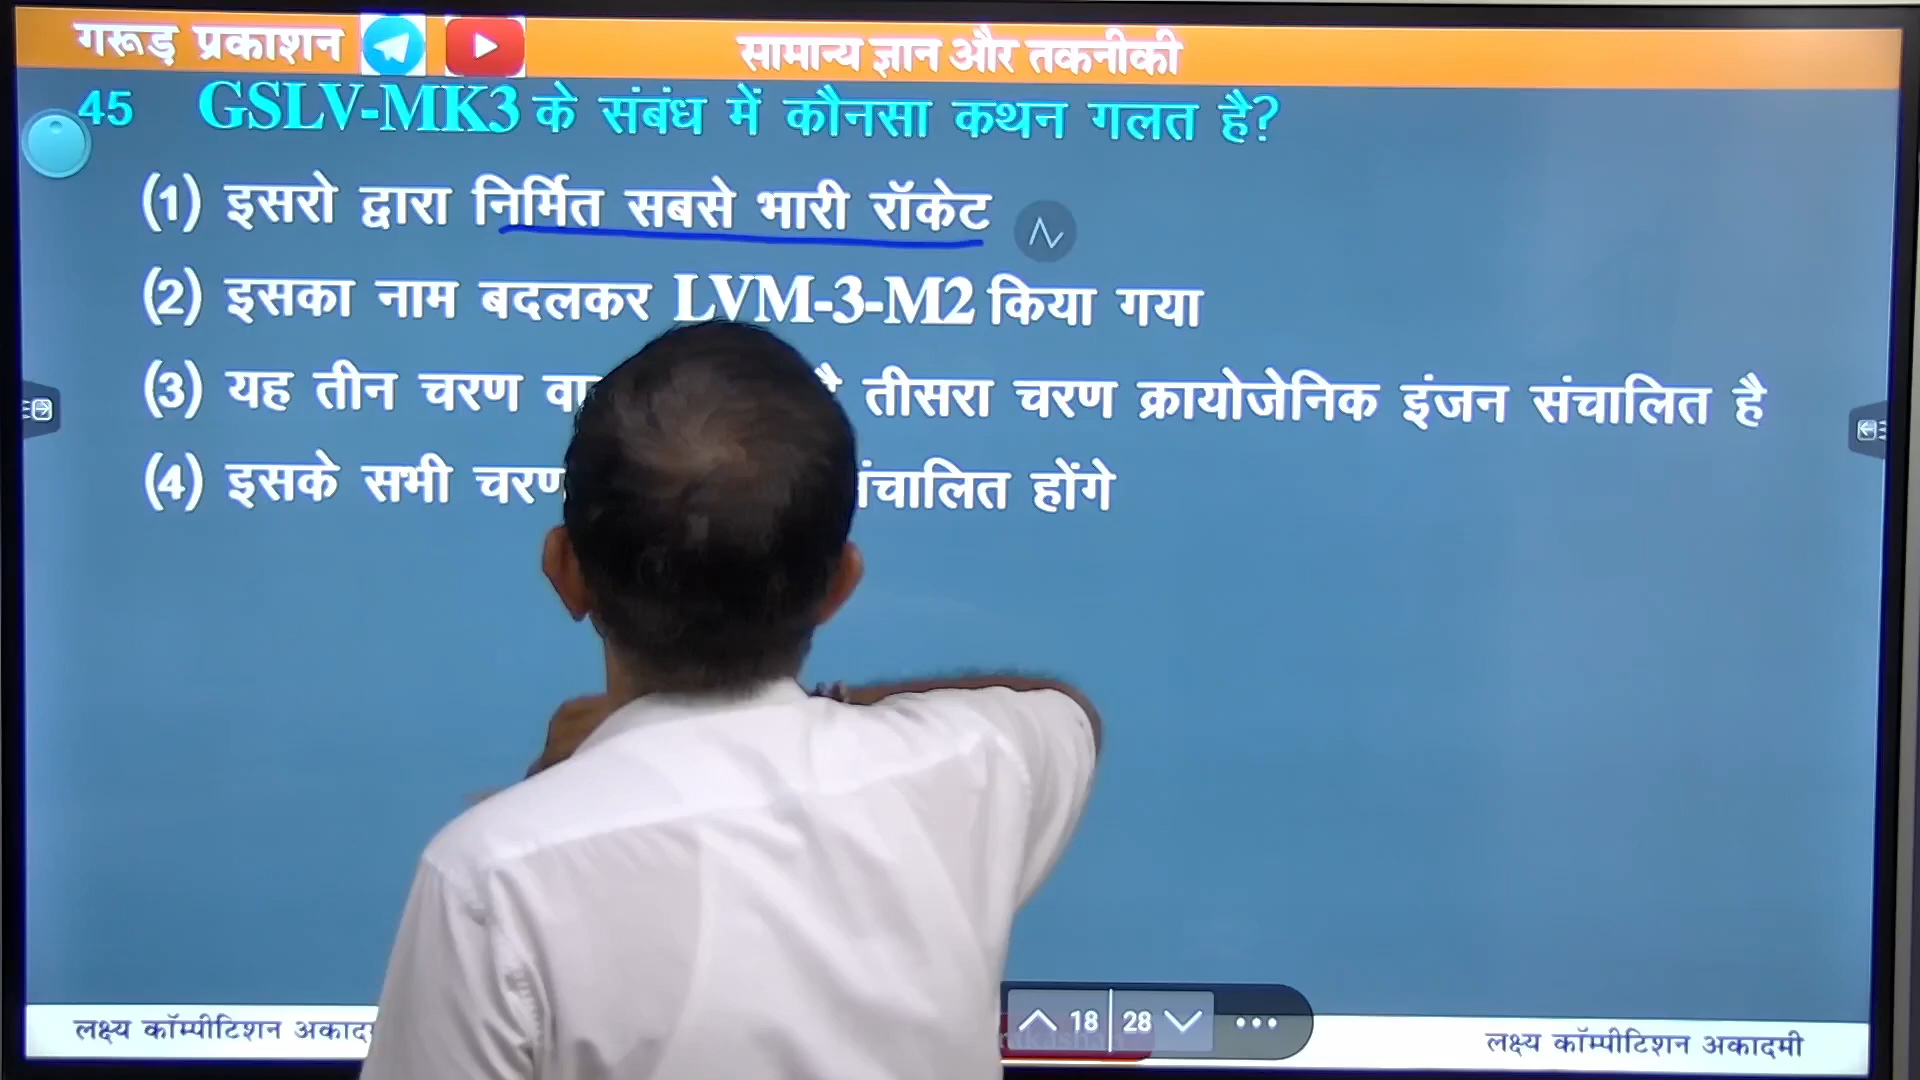 गरूड़ प्रकाशन
सामान्य ज्ञान और तकनीकी
45 GSLV-MK3 के संबंध में कौनसा कथन गलत है?
(1) इसरो द्वारा निर्मित सबसे भारी रॉकेट
(2) इसका नाम बदलकर LVM-3-M2 किया गया
(3) यह तीन चरण तीसरा चरण क्रायोजेनिक इंजन संचालित है
(4) इसके सभी चरण होंगे
लक्ष्य कॉम्पीटिशन
18 28
लक्ष्य कॉम्पीटिशन अकादमी